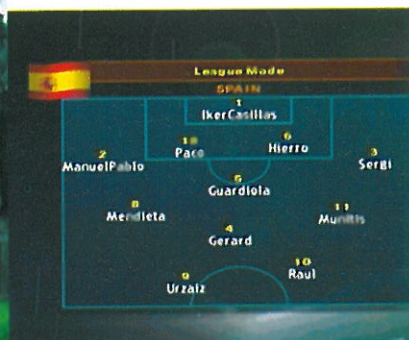 League Mode
SPAIN
1
IkerCasillas
6
Paco
Hierro
2
ManuelPablo
3
Sergi
5
Guardiola
8
Mendieta
11
Munitis
4
Gerard
10
Raul
9
Urzaiz